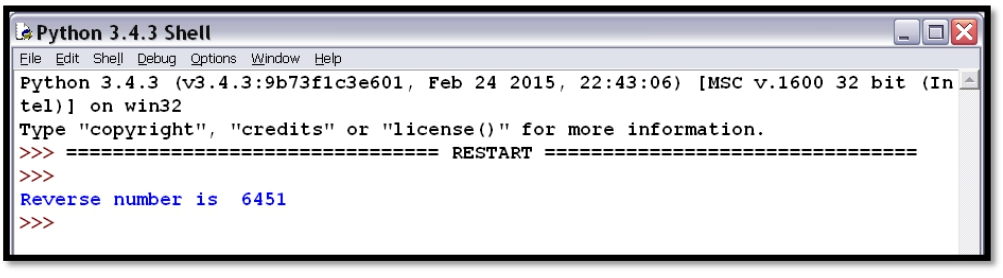 Python 3.4.3 Shell
File Edit Shell Debug Options Window Help
Python 3.4.3 (v3.4.3:9b73f1c3e601, Feb 24 2015, 22:43:06) [MSC v.1600 32 bit (In
tel)] on win32
Type "copyright", "credits" or "license()" for more information.
>>> ================================ RESTART ================================
>>>
Reverse number is  6451
>>>